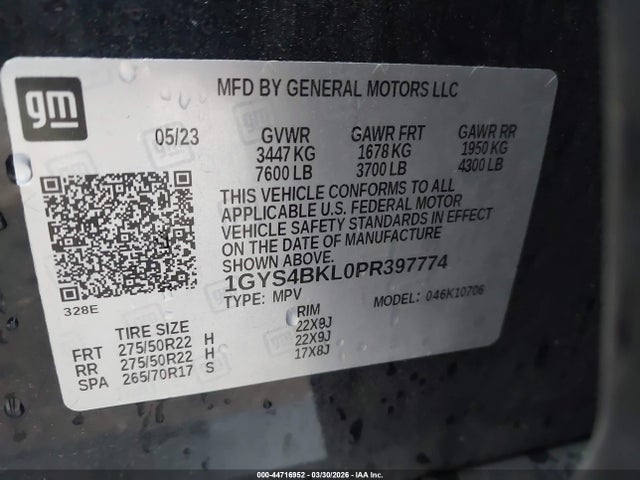 gm
MFD BY GENERAL MOTORS LLC
05/23 GVWR GAWR FRT GAWR RR
3447 KG 1678 KG 1950 KG
7600 LB 3700 LB 4300 LB
THIS VEHICLE CONFORMS TO ALL
APPLICABLE U.S. FEDERAL MOTOR
VEHICLE SAFETY STANDARDS IN EFFECT
ON THE DATE OF MANUFACTURE
SHOWN ABOVE.
1GYS4BKL0PR397774
TYPE: MPV MODEL: 046K10706
328E
TIRE SIZE RIM
FRT 275/50R22 H 22X9J
RR 275/50R22 H 22X9J
SPA 265/70R17 S 17X8J
000-44716952 | 03/30/2026 | IAA Inc.